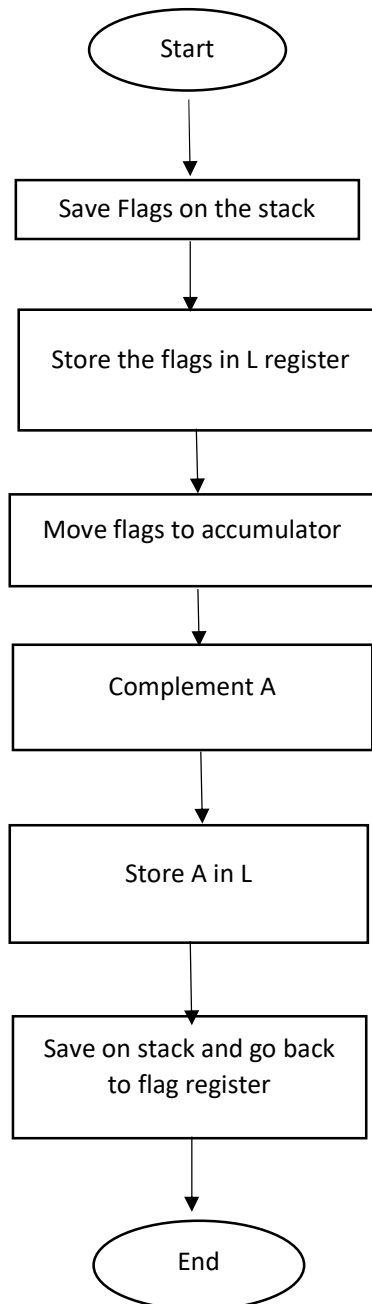 Start
Save Flags on the stack
Store the flags in L register
Move flags to accumulator
Complement A
Store A in L
Save on stack and go back
to flag register
End